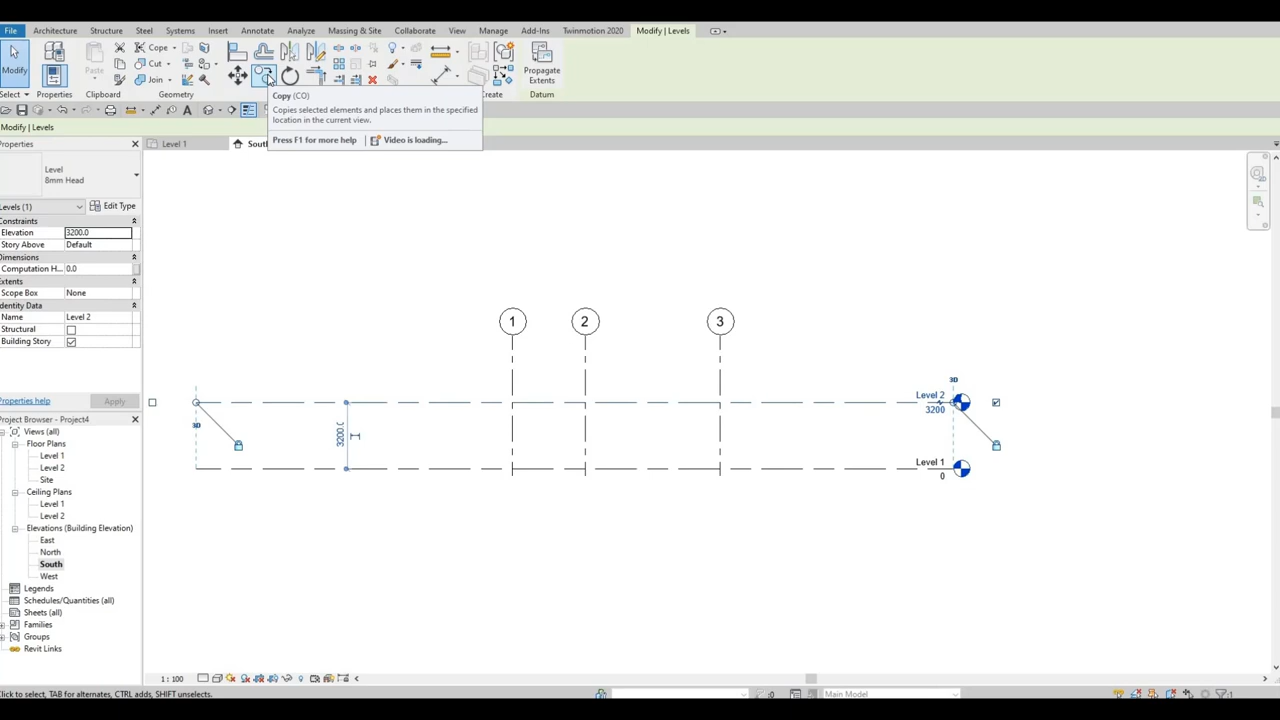 File Architecture Structure Steel Systems Insert Annotate Analyze Massing & Site Collaborate View Manage Add-Ins Twinmotion 2020 Modify | Levels
Cope
Cut
Join
Modify
Paste
Propagate
Extents
Select Properties Clipboard Geometry Datum
Copy (CO)
Copies selected elements and places them in the specified
location in the current view.
Press F1 for more help | Video is loading...
Modify | Levels
Properties
Level 1
South
Level
8mm Head
Levels (1)
Edit Type
Constraints
Elevation 3200.0
Story Above Default
Dimensions
Computation H... 0.0
Extents
Scope Box None
Identity Data
Name Level 2
Structural
Building Story
Properties help
Apply
Project Browser - Project4
Views (all)
Floor Plans
Level 1
Level 2
Site
Ceiling Plans
Level 1
Level 2
Elevations (Building Elevation)
East
North
South
West
Legends
Schedules/Quantities (all)
Sheets (all)
Families
Groups
Revit Links
1 2 3
3D
Level 2
3200
3D
3200.0
Level 1
0
1 : 100
Click to select, TAB for alternates, CTRL adds, SHIFT unselects.
:0
Main Model
:1